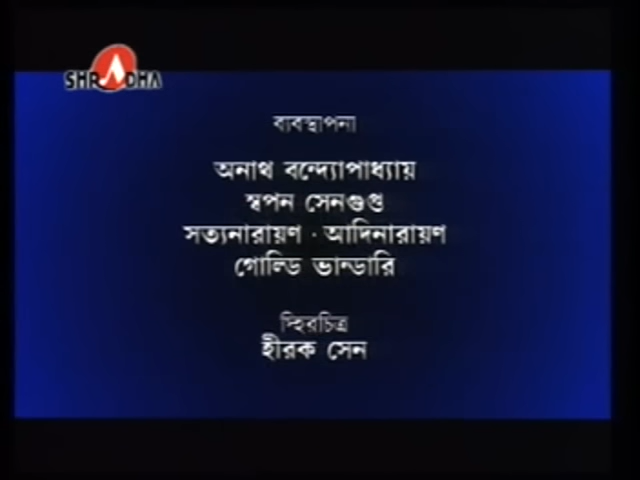 SHRADHA
ব্যবস্থাপনা
অনাথ বন্দ্যোপাধ্যায়
স্বপন সেনগুপ্ত
সত্যনারায়ণ · আদিনারায়ণ
গোল্ডি ভান্ডারি
স্থিরচিত্র
হীরক সেন